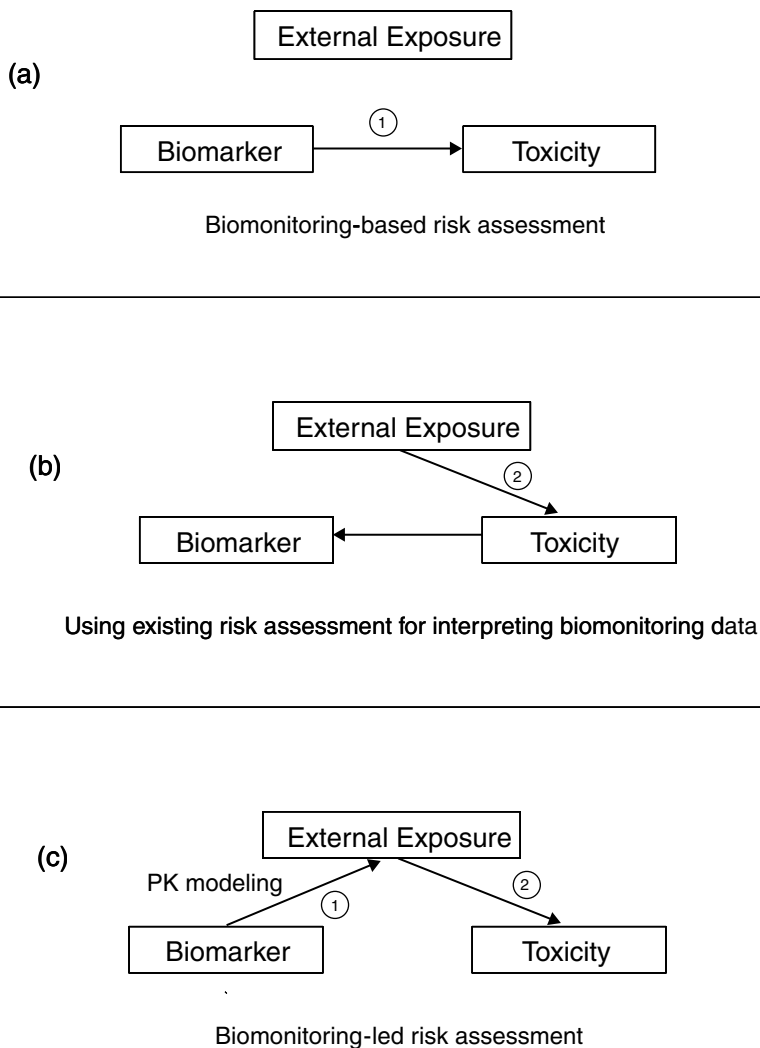 External Exposure
(a)
1
Biomarker
Toxicity
Biomonitoring-based risk assessment
External Exposure
(b)
2
Biomarker
Toxicity
Using existing risk assessment for interpreting biomonitoring data
External Exposure
(c)
PK modeling
1
2
Biomarker
Toxicity
Biomonitoring-led risk assessment